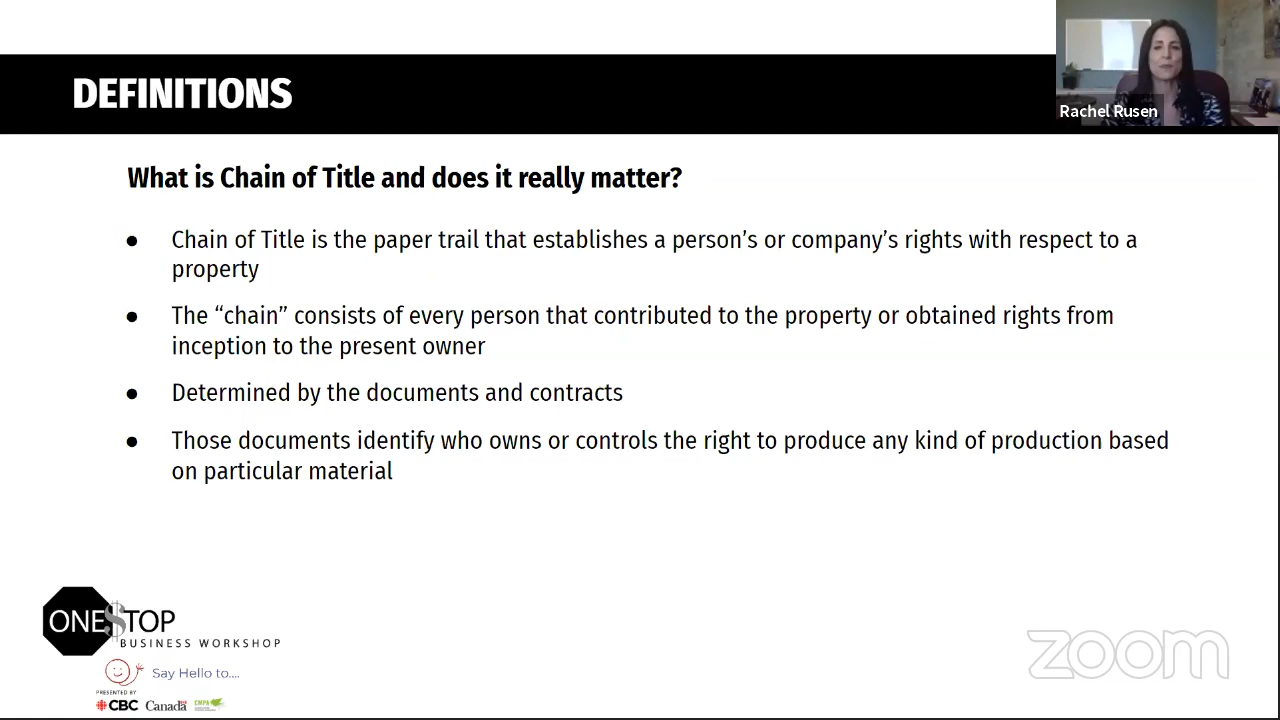 DEFINITIONS
Rachel Rusen
What is Chain of Title and does it really matter?
● Chain of Title is the paper trail that establishes a person’s or company’s rights with respect to a
property
● The “chain” consists of every person that contributed to the property or obtained rights from
inception to the present owner
● Determined by the documents and contracts
● Those documents identify who owns or controls the right to produce any kind of production based
on particular material
ONE$TOP
BUSINESS WORKSHOP
Say Hello to....
PRESENTED BY
CBC Canada CMPA
zoom